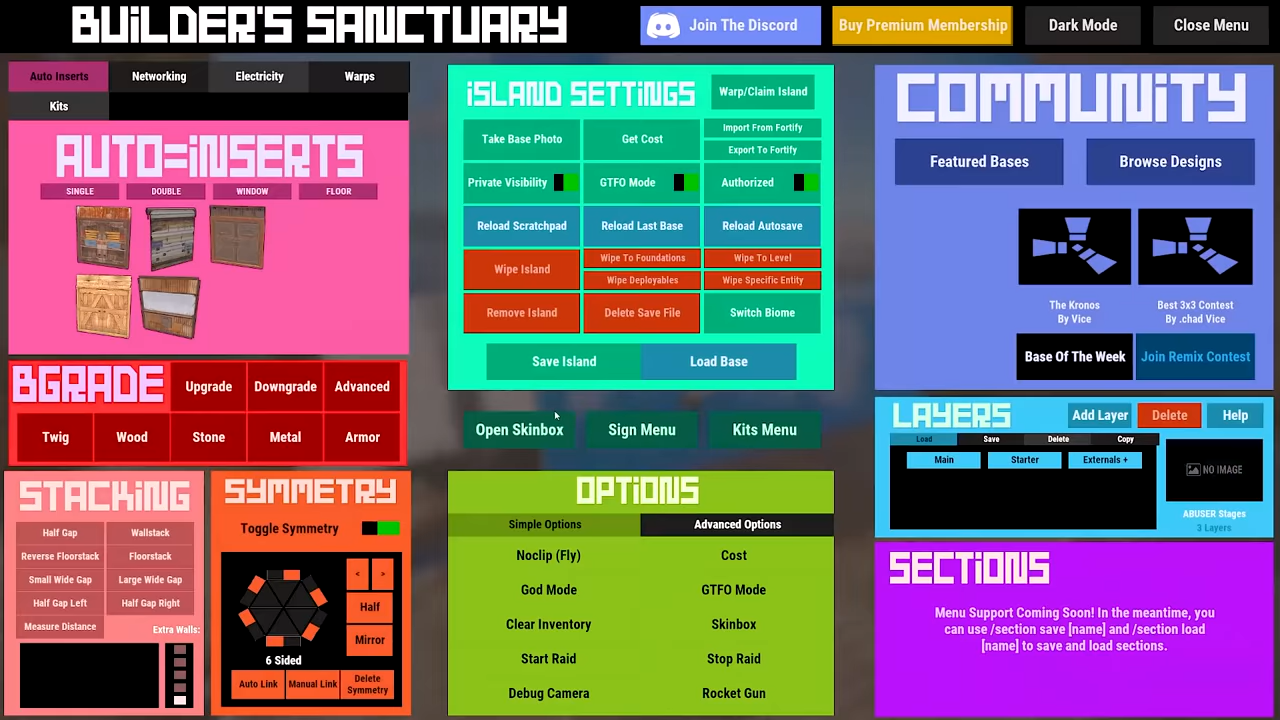 BUILDER'S SANCTUARY
Join The Discord
Buy Premium Membership
Dark Mode
Close Menu
Auto Inserts
Networking
Electricity
Warps
Kits
AUTO=INSERTS
SINGLE
DOUBLE
WINDOW
FLOOR
BGRADE
Upgrade
Downgrade
Advanced
Twig
Wood
Stone
Metal
Armor
STACKING
Half Gap
Wallstack
Reverse Floorstack
Floorstack
Small Wide Gap
Large Wide Gap
Half Gap Left
Half Gap Right
Measure Distance
Extra Walls:
SYMMETRY
Toggle Symmetry
<
>
Half
Mirror
6 Sided
Auto Link
Manual Link
Delete
Symmetry
ISLAND SETTINGS
Warp/Claim Island
Take Base Photo
Get Cost
Import From Fortify
Export To Fortify
Private Visibility
GTFO Mode
Authorized
Reload Scratchpad
Reload Last Base
Reload Autosave
Wipe Island
Wipe To Foundations
Wipe To Level
Wipe Deployables
Wipe Specific Entity
Remove Island
Delete Save File
Switch Biome
Save Island
Load Base
Open Skinbox
Sign Menu
Kits Menu
OPTIONS
Simple Options
Advanced Options
Noclip (Fly)
Cost
God Mode
GTFO Mode
Clear Inventory
Skinbox
Start Raid
Stop Raid
Debug Camera
Rocket Gun
COMMUNITY
Featured Bases
Browse Designs
The Kronos
By Vice
Best 3x3 Contest
By .chad Vice
Base Of The Week
Join Remix Contest
LAYERS
Add Layer
Delete
Help
Load
Save
Delete
Copy
Main
Starter
Externals +
NO IMAGE
ABUSER Stages
3 Layers
SECTIONS
Menu Support Coming Soon! In the meantime, you
can use /section save [name] and /section load
[name] to save and load sections.